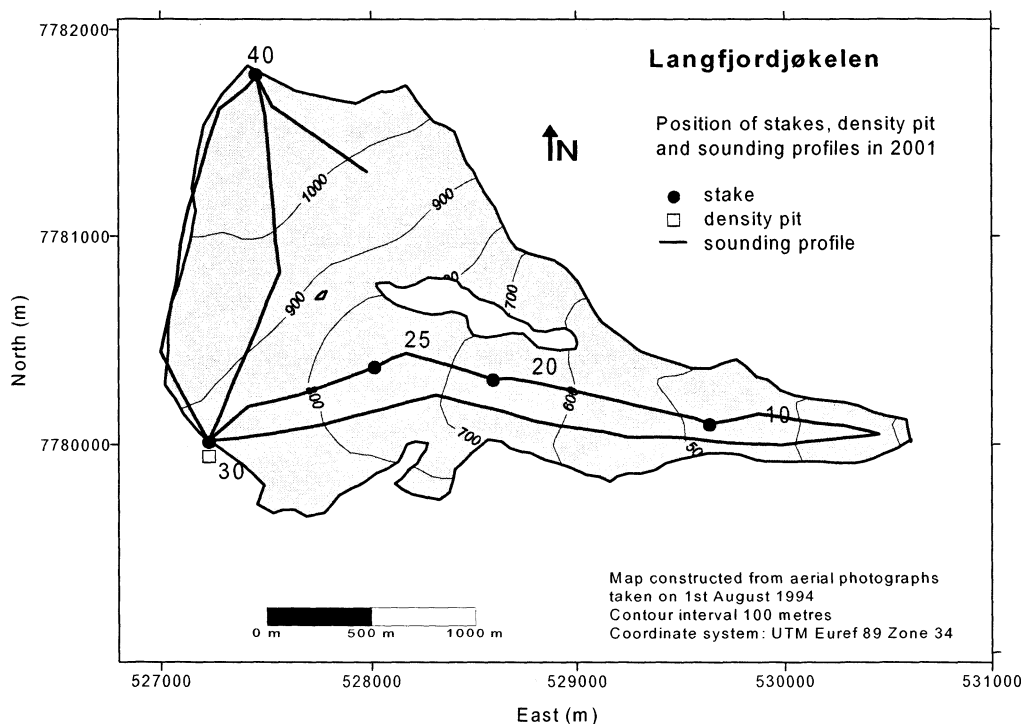 Langfjordjøkelen
Position of stakes, density pit
and sounding profiles in 2001
stake
density pit
sounding profile
N
40
1000
900
900
700
25
20
600
700
10
30
Map constructed from aerial photographs
taken on 1st August 1994
Contour interval 100 metres
Coordinate system: UTM Euref 89 Zone 34
0 m 500 m 1000 m
7782000
7781000
7780000
North (m)
527000 528000 529000 530000 531000
East (m)